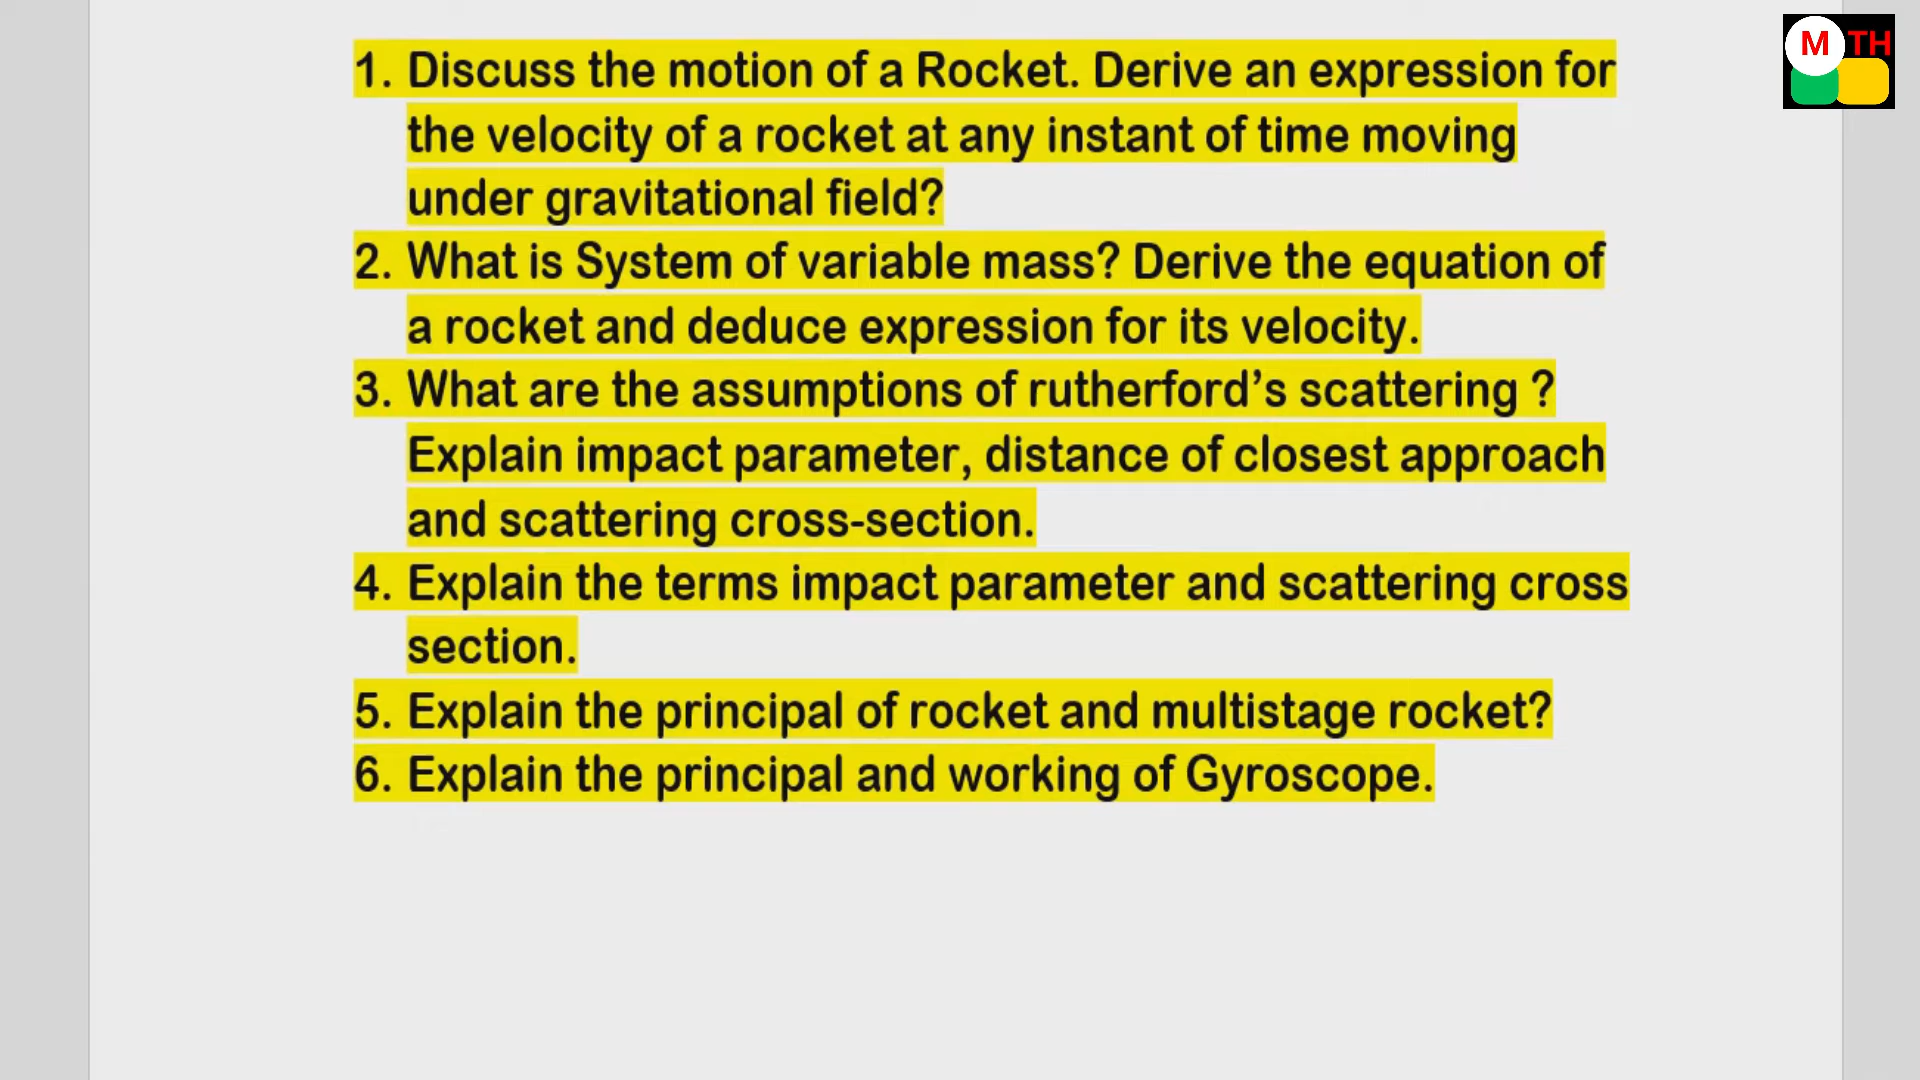 M TH
1. Discuss the motion of a Rocket. Derive an expression for
the velocity of a rocket at any instant of time moving
under gravitational field?
2. What is System of variable mass? Derive the equation of
a rocket and deduce expression for its velocity.
3. What are the assumptions of rutherford’s scattering ?
Explain impact parameter, distance of closest approach
and scattering cross-section.
4. Explain the terms impact parameter and scattering cross
section.
5. Explain the principal of rocket and multistage rocket?
6. Explain the principal and working of Gyroscope.